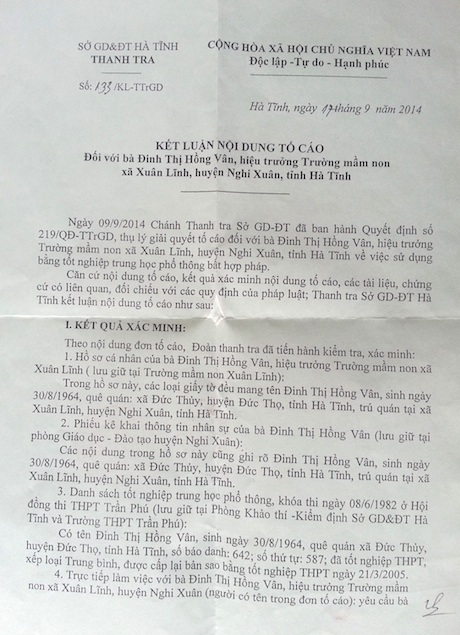 SỞ GD&ĐT HÀ TĨNH
THANH TRA
Số: 133/KL-TTrGD
CỘNG HÒA XÃ HỘI CHỦ NGHĨA VIỆT NAM
Độc lập -Tự do - Hạnh phúc
Hà Tĩnh, ngày 17 tháng 9 năm 2014
KẾT LUẬN NỘI DUNG TỐ CÁO
Đối với bà Đinh Thị Hồng Vân, hiệu trưởng Trường mầm non
xã Xuân Lĩnh, huyện Nghi Xuân, tỉnh Hà Tĩnh
Ngày 09/9/2014 Chánh Thanh tra Sở GD-ĐT đã ban hành Quyết định số
219/QĐ-TTrGD, thụ lý giải quyết tố cáo đối với bà Đinh Thị Hồng Vân, hiệu trưởng
Trường mầm non xã Xuân Lĩnh, huyện Nghi Xuân, tỉnh Hà Tĩnh về việc sử dụng
bằng tốt nghiệp trung học phổ thông bất hợp pháp.
Căn cứ nội dung tố cáo, kết quả xác minh nội dung tố cáo, các tài liệu, chứng
cứ có liên quan, đối chiếu với các quy định của pháp luật; Thanh tra Sở GD-ĐT Hà
Tĩnh kết luận nội dung tố cáo như sau:
I. KẾT QUẢ XÁC MINH:
Theo nội dung đơn tố cáo, Đoàn thanh tra đã tiến hành kiểm tra, xác minh:
1. Hồ sơ cá nhân của bà Đinh Thị Hồng Vân, hiệu trưởng Trường mầm non xã
Xuân Lĩnh ( lưu giữ tại Trường mầm non Xuân Lĩnh):
Trong hồ sơ này, các loại giấy tờ đều mang tên Đinh Thị Hồng Vân, sinh ngày
30/8/1964, quê quán: xã Đức Thủy, huyện Đức Thọ, tỉnh Hà Tĩnh, trú quán tại xã
Xuân Lĩnh, huyện Nghi Xuân, tỉnh Hà Tĩnh.
2. Phiếu kê khai thông tin nhân sự của bà Đinh Thị Hồng Vân (lưu giữ tại
phòng Giáo dục - Đào tạo huyện Nghi Xuân):
Các nội dung trong hồ sơ này cũng ghi rõ Đinh Thị Hồng Vân, sinh ngày
30/8/1964, quê quán: xã Đức Thúy, huyện Đức Thọ, tỉnh Hà Tĩnh, trú quán tại xã
Xuân Lĩnh, huyện Nghi Xuân, tỉnh Hà Tĩnh.
3. Danh sách tốt nghiệp trung học phổ thông, khóa thi ngày 08/6/1982 ở Hội
đồng thi THPT Trần Phú (lưu giữ tại Phòng Khảo thí -Kiểm định Sở GD&ĐT Hà
Tĩnh và Trường THPT Trần Phú):
Có tên Đinh Thị Hồng Vân, sinh ngày 30/8/1964, quê quán xã Đức Thủy,
huyện Đức Thọ, tỉnh Hà Tĩnh, số báo danh: 642; số thứ tự: 587; đã tốt nghiệp THPT,
xếp loại Trung bình, được cấp lại bản sao bằng tốt nghiệp THPT ngày 21/3/2005.
4. Trực tiếp làm việc với bà Đinh Thị Hồng Vân, hiệu trưởng Trường mầm
non xã Xuân Lĩnh, huyện Nghi Xuân (người có tên trong đơn tố cáo): yêu cầu bà